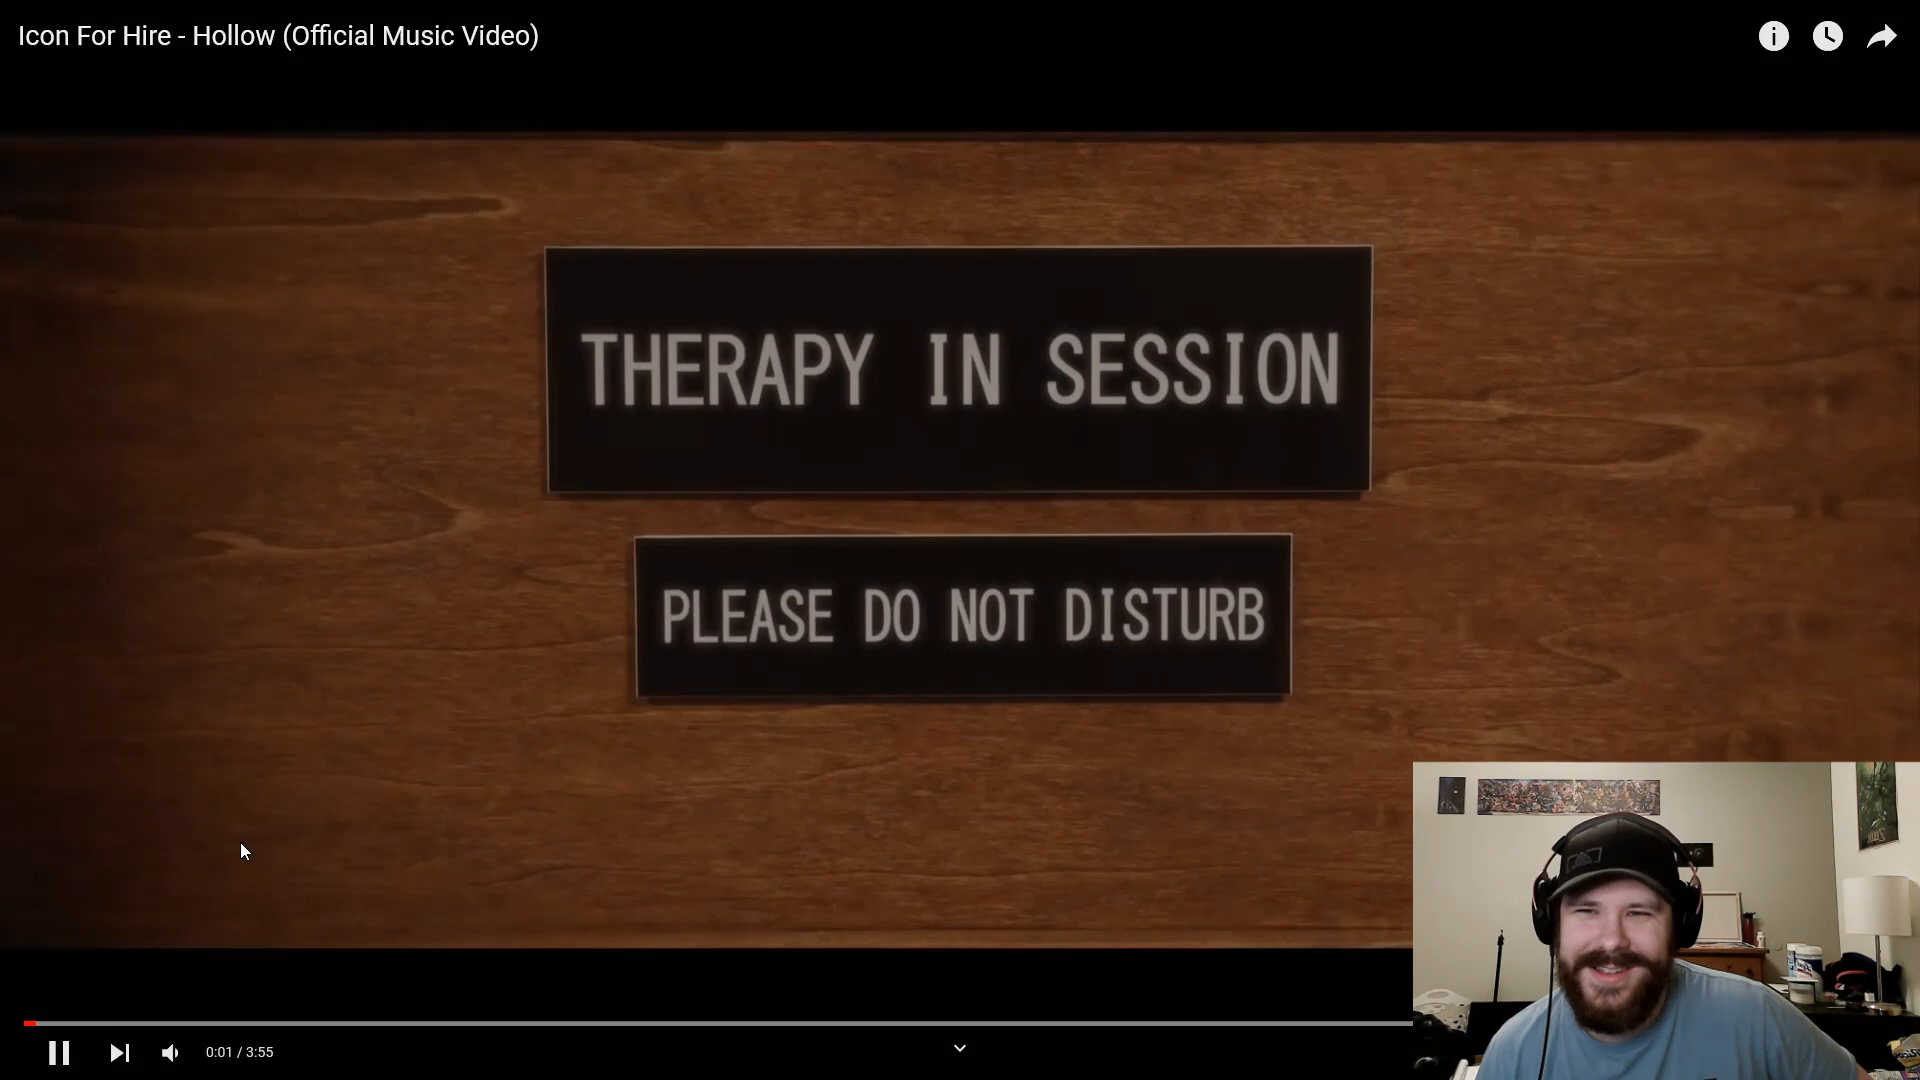 Icon For Hire - Hollow (Official Music Video)
THERAPY IN SESSION
PLEASE DO NOT DISTURB
0:01 / 3:55